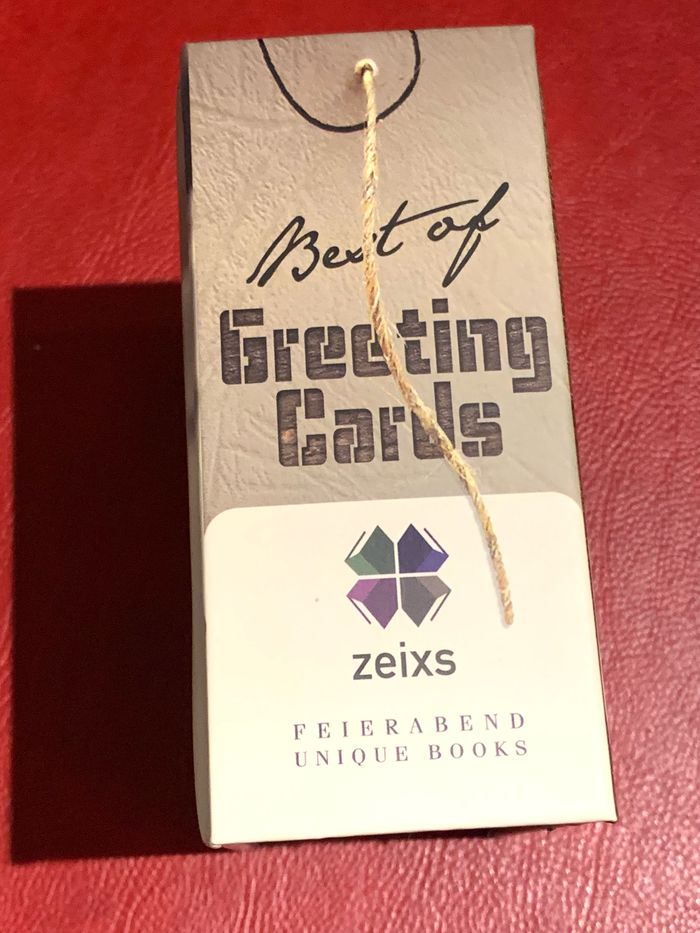 Best of
Greeting
Cards
zeixs
FEIERABEND
UNIQUE BOOKS